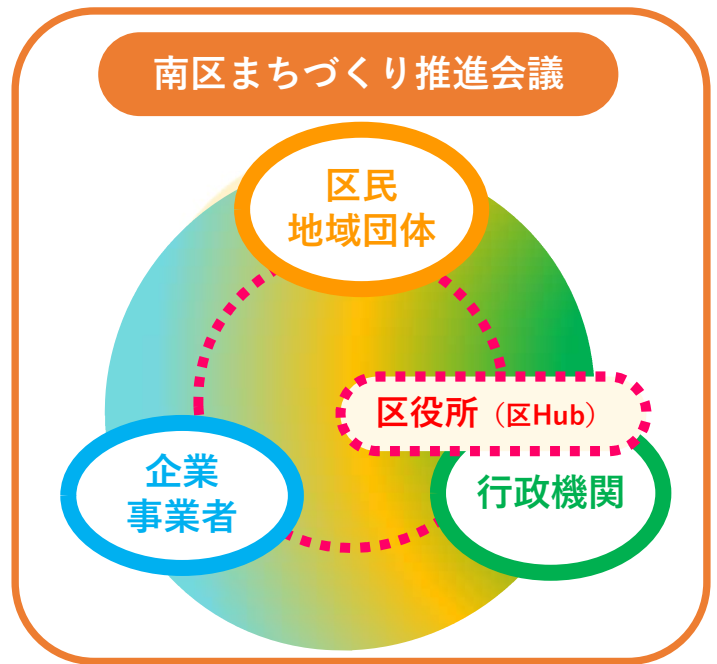 南区まちづくり推進会議
区民
地域団体
区役所（区Hub）
企業
事業者
行政機関